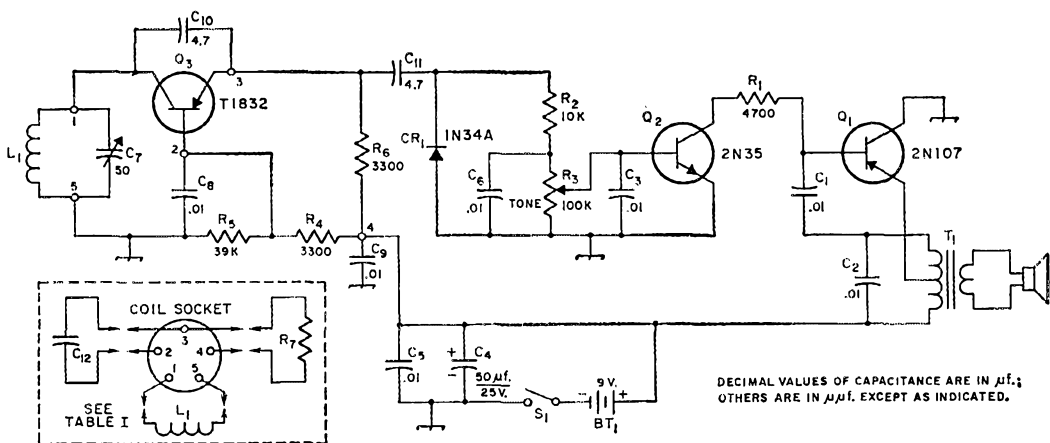 C10
4.7
Q3
3
TI832
1
L1
C7
50
5
2
C8
.01
R5
39K
R4
3300
4
C9
.01
R6
3300
C11
4.7
CR1
1N34A
R2
10K
C6
.01
R3
100K
TONE
C3
.01
Q2
2N35
R1
4700
Q1
2N107
C1
.01
C2
.01
T1
C5
.01
+
C4
-
50µf.
25V.
S1
- 9V. +
BT1
COIL SOCKET
C12
3
2
4
1
5
R7
L1
SEE
TABLE I
DECIMAL VALUES OF CAPACITANCE ARE IN µf.;
OTHERS ARE IN µµf. EXCEPT AS INDICATED.